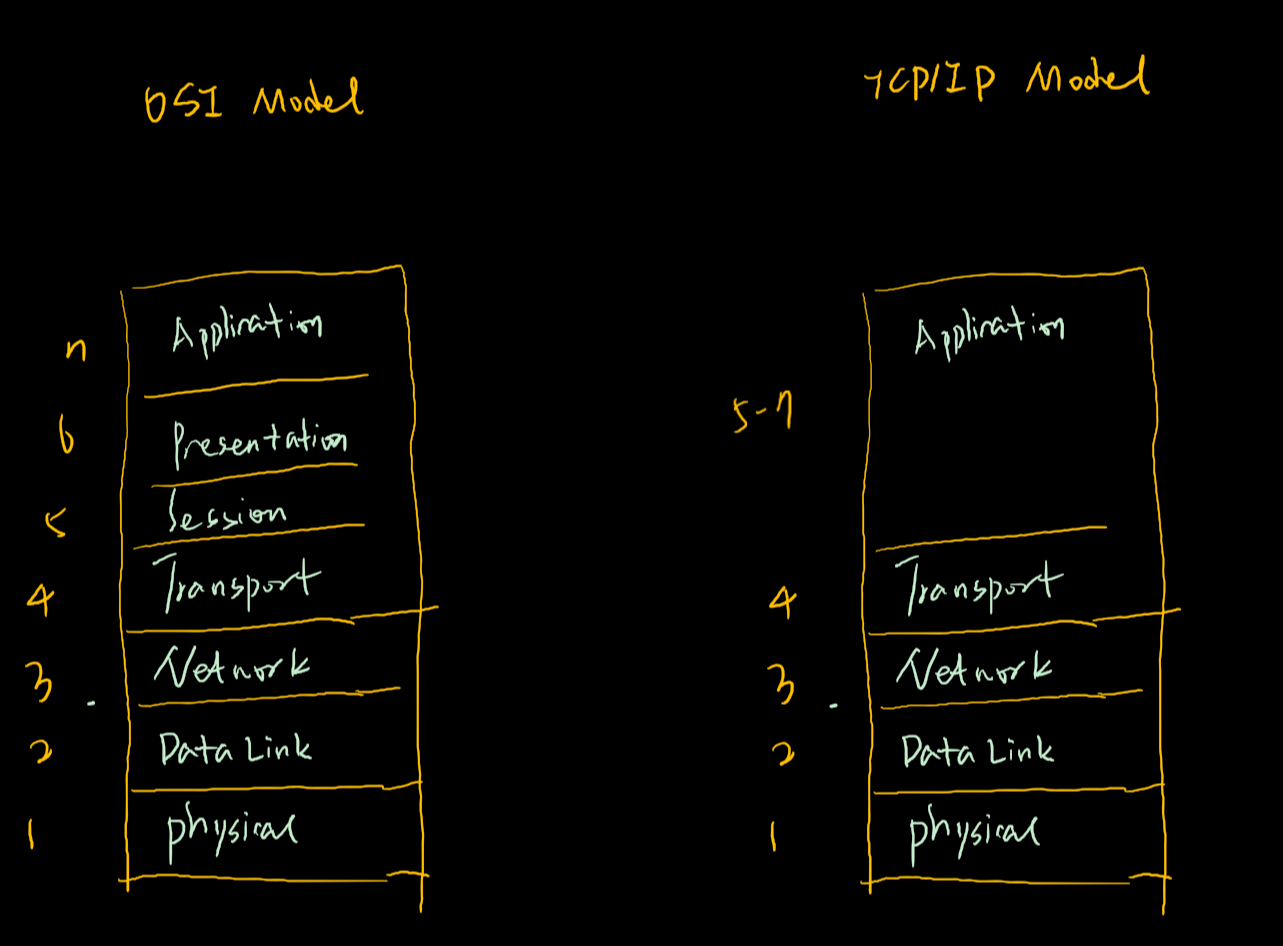 OSI Model
7 Application
6 Presentation
5 Session
4 Transport
3 Network
2 Data Link
1 physical
TCP/IP Model
5-7 Application
4 Transport
3 Network
2 Data Link
1 physical